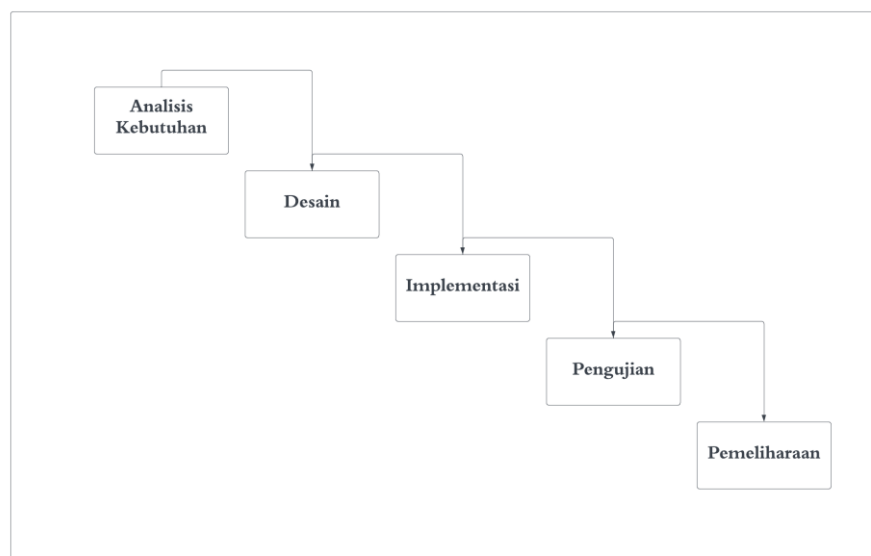 Analisis
Kebutuhan
Desain
Implementasi
Pengujian
Pemeliharaan